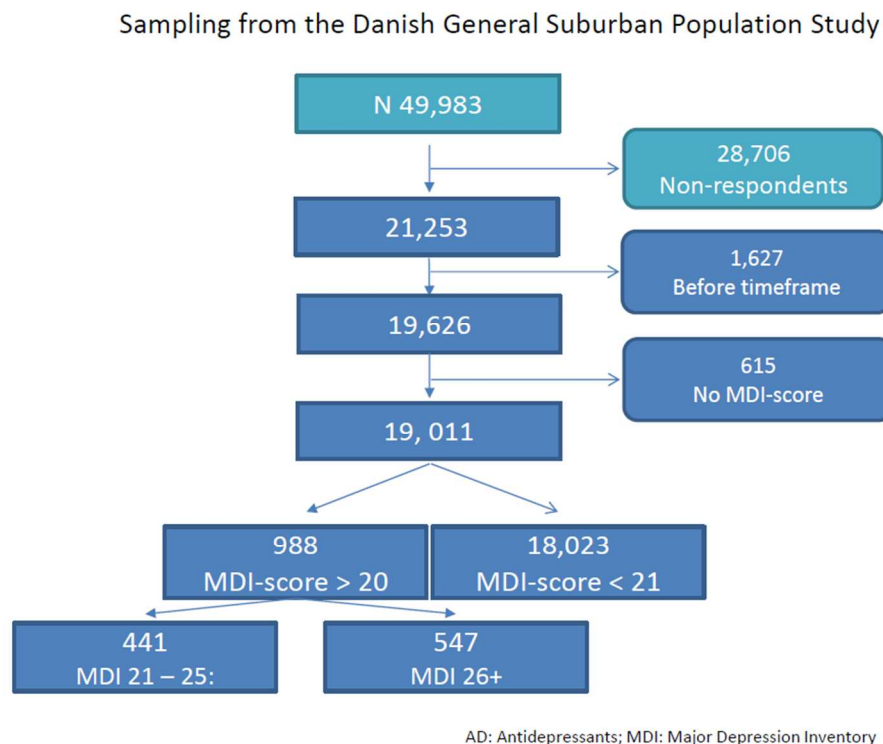 Sampling from the Danish General Suburban Population Study
N 49,983
28,706
Non-respondents
21,253
1,627
Before timeframe
19,626
615
No MDI-score
19, 011
988
MDI-score > 20
18,023
MDI-score < 21
441
MDI 21 – 25:
547
MDI 26+
AD: Antidepressants; MDI: Major Depression Inventory